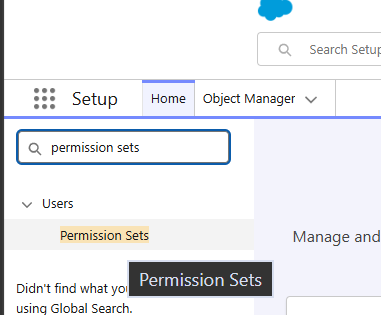 Search Setup
Setup
Home
Object Manager
permission sets
Users
Permission Sets
Manage and
Didn't find what you
Permission Sets
using Global Search.